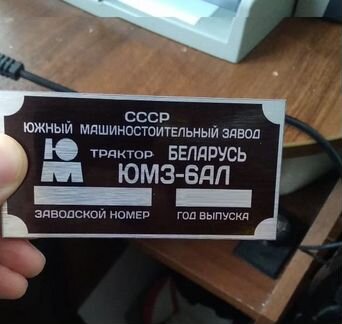 СССР
ЮЖНЫЙ МАШИНОСТОИТЕЛЬНЫЙ ЗАВОД
Ю
М
ТРАКТОР БЕЛАРУСЬ
ЮМЗ-6АЛ
ЗАВОДСКОЙ НОМЕР
ГОД ВЫПУСКА